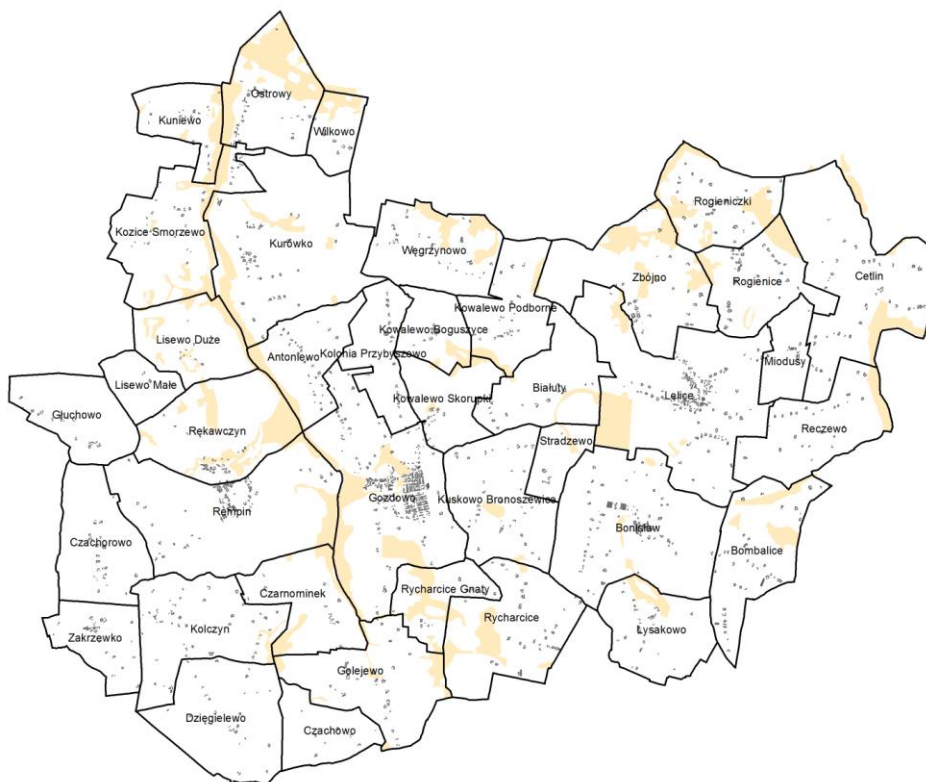 Ostrowy
Kuniewo
Wilkowo
Rogieniczki
Kozice Smorzewo
Kurówko
Węgrzynowo
Zbójno
Rogienice
Cetlin
Kowalewo Podborne
Kowalewo Boguszyce
Lisewo Duże
Antoniewo
Kolonia Przybyszewo
Miodusy
Lisewo Małe
Białuty
Lelice
Kowalewo Skorupki
Głuchowo
Reczewo
Rękawczyn
Stradzewo
Gozdowo
Kuskowo Bronoszewice
Rempin
Bonisław
Czachorowo
Bombalice
Rycharcice Gnaty
Czarnominek
Rycharcice
Kolczyn
Łysakowo
Zakrzewko
Golejewo
Dzięgielewo
Czachowo